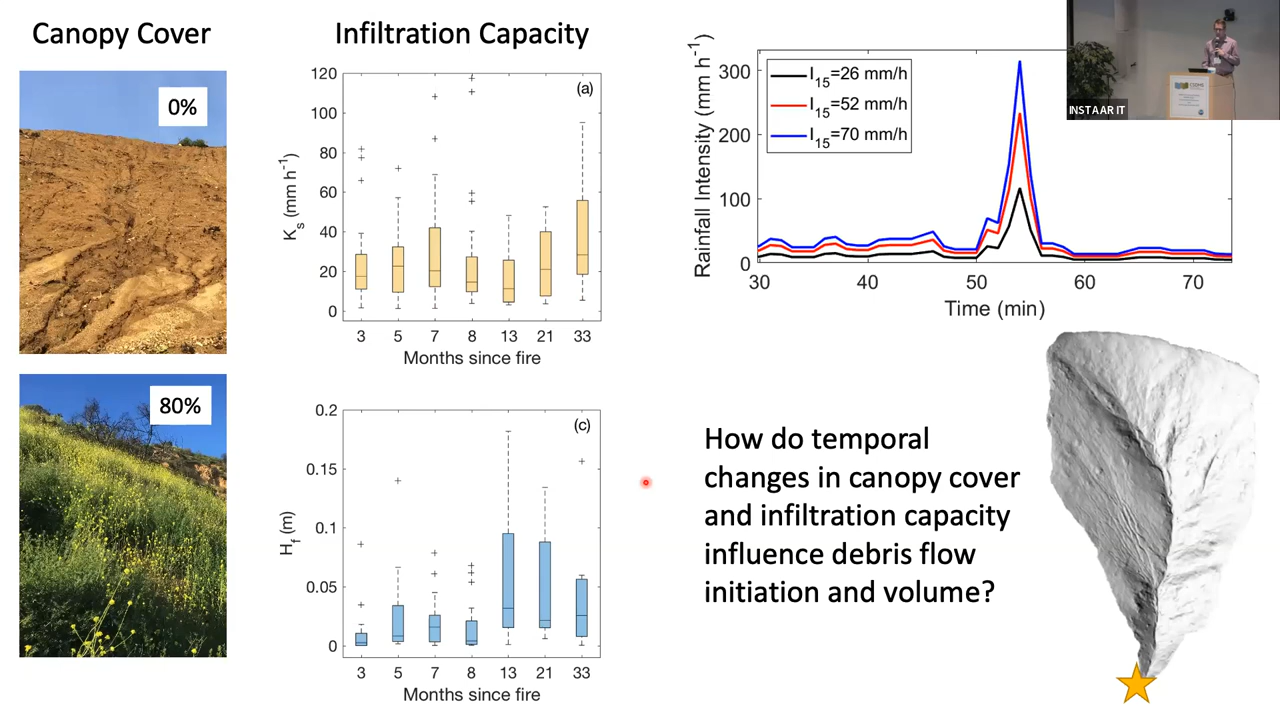 Canopy Cover
0%
80%
Infiltration Capacity
(a)
K_s (mm h^-1)
120
100
80
60
40
20
0
3 5 7 8 13 21 33
Months since fire
(c)
H_f (m)
0.2
0.15
0.1
0.05
0
3 5 7 8 13 21 33
Months since fire
Rainfall Intensity (mm h^-1)
300
200
100
0
I_15=26 mm/h
I_15=52 mm/h
I_15=70 mm/h
30 40 50 60 70
Time (min)
INSTAAR IT
How do temporal
changes in canopy cover
and infiltration capacity
influence debris flow
initiation and volume?